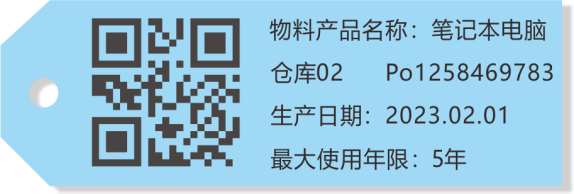 物料产品名称：笔记本电脑
仓库02 Po1258469783
生产日期：2023.02.01
最大使用年限：5年